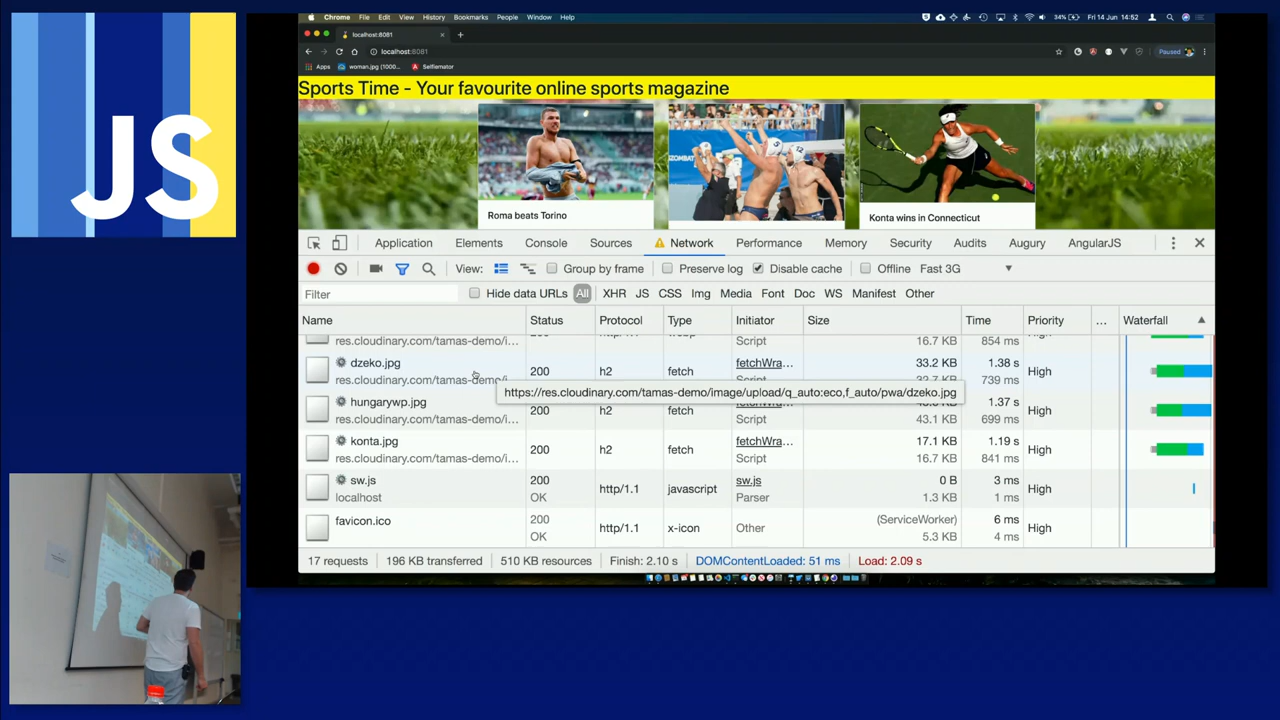 JS
Chrome File Edit View History Bookmarks People Window Help
34% Fri 14 Jun 14:52
localhost:8081
localhost:8081
Paused
Apps woman.jpg (1000... Selfiemator
Sports Time - Your favourite online sports magazine
Roma beats Torino
Konta wins in Connecticut
Application Elements Console Sources Network Performance Memory Security Audits Augury AngularJS
View: Group by frame Preserve log Disable cache Offline Fast 3G
Filter Hide data URLs All XHR JS CSS Img Media Font Doc WS Manifest Other
Name Status Protocol Type Initiator Size Time Priority ... Waterfall
res.cloudinary.com/tamas-demo/i... Script 16.7 KB 854 ms
dzeko.jpg 200 h2 fetch fetchWra... 33.2 KB 1.38 s High
res.cloudinary.com/tamas-demo/i... Script 32.7 KB 739 ms
https://res.cloudinary.com/tamas-demo/image/upload/q_auto:eco,f_auto/pwa/dzeko.jpg
hungarywp.jpg 200 h2 fetch 1.37 s High
res.cloudinary.com/tamas-demo/i... Script 43.1 KB 699 ms
konta.jpg 200 h2 fetch fetchWra... 17.1 KB 1.19 s High
res.cloudinary.com/tamas-demo/i... Script 16.7 KB 841 ms
sw.js 200 http/1.1 javascript sw.js 0 B 3 ms High
localhost OK Parser 1.3 KB 1 ms
favicon.ico 200 http/1.1 x-icon Other (ServiceWorker) 6 ms High
OK 5.3 KB 4 ms
17 requests 196 KB transferred 510 KB resources Finish: 2.10 s DOMContentLoaded: 51 ms Load: 2.09 s